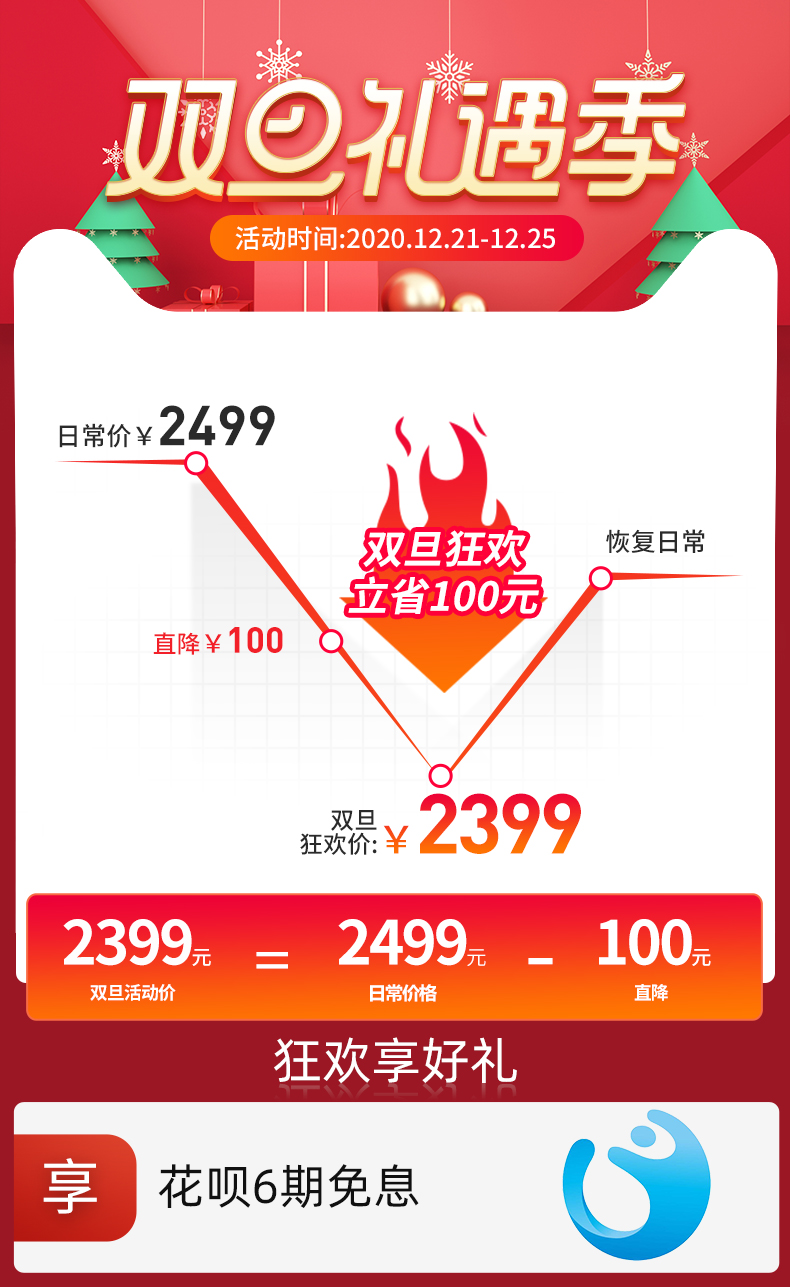 双旦礼遇季
活动时间:2020.12.21-12.25
日常价￥2499
双旦狂欢
立省100元
恢复日常
直降￥100
双旦
狂欢价:￥2399
2399元 = 2499元 - 100元
双旦活动价 日常价格 直降
狂欢享好礼
享 花呗6期免息